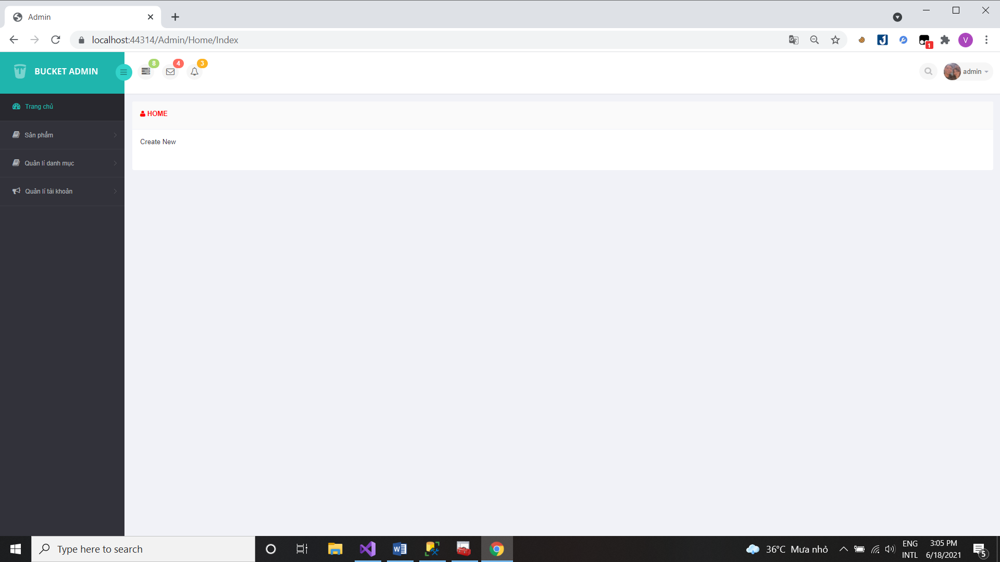 Admin
localhost:44314/Admin/Home/Index
1
V
BUCKET ADMIN
8
4
3
admin
Trang chủ
Sản phẩm
Quản lí danh mục
Quản lí tài khoản
HOME
Create New
Type here to search
W
36°C Mưa nhỏ
ENG
INTL
3:05 PM
6/18/2021
5